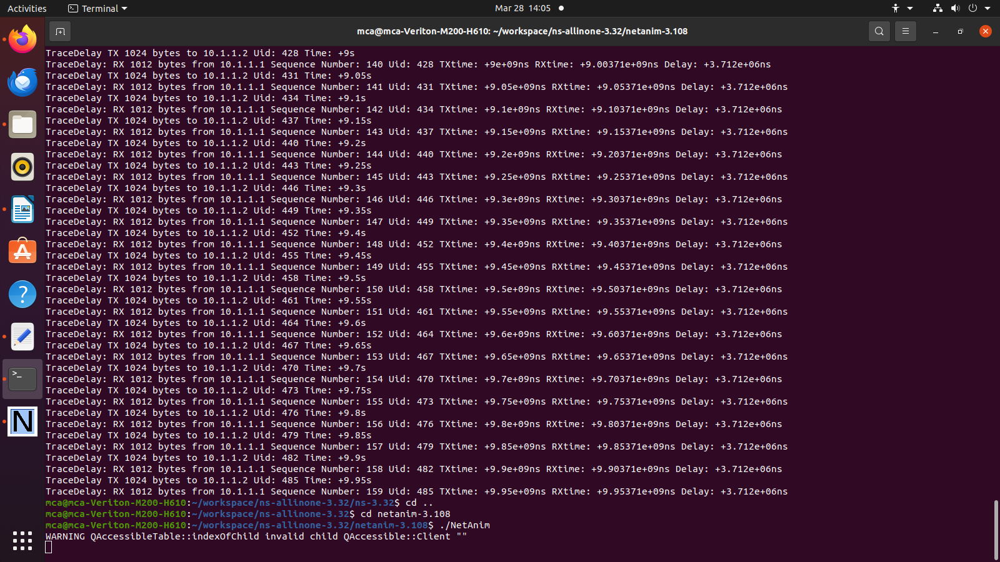 Activities
Terminal
Mar 28 14:05
mca@mca-Veriton-M200-H610: ~/workspace/ns-allinone-3.32/netanim-3.108
TraceDelay TX 1024 bytes to 10.1.1.2 Uid: 428 Time: +9s
TraceDelay: RX 1012 bytes from 10.1.1.1 Sequence Number: 140 Uid: 428 TXtime: +9e+09ns RXtime: +9.00371e+09ns Delay: +3.712e+06ns
TraceDelay TX 1024 bytes to 10.1.1.2 Uid: 431 Time: +9.05s
TraceDelay: RX 1012 bytes from 10.1.1.1 Sequence Number: 141 Uid: 431 TXtime: +9.05e+09ns RXtime: +9.05371e+09ns Delay: +3.712e+06ns
TraceDelay TX 1024 bytes to 10.1.1.2 Uid: 434 Time: +9.1s
TraceDelay: RX 1012 bytes from 10.1.1.1 Sequence Number: 142 Uid: 434 TXtime: +9.1e+09ns RXtime: +9.10371e+09ns Delay: +3.712e+06ns
TraceDelay TX 1024 bytes to 10.1.1.2 Uid: 437 Time: +9.15s
TraceDelay: RX 1012 bytes from 10.1.1.1 Sequence Number: 143 Uid: 437 TXtime: +9.15e+09ns RXtime: +9.15371e+09ns Delay: +3.712e+06ns
TraceDelay TX 1024 bytes to 10.1.1.2 Uid: 440 Time: +9.2s
TraceDelay: RX 1012 bytes from 10.1.1.1 Sequence Number: 144 Uid: 440 TXtime: +9.2e+09ns RXtime: +9.20371e+09ns Delay: +3.712e+06ns
TraceDelay TX 1024 bytes to 10.1.1.2 Uid: 443 Time: +9.25s
TraceDelay: RX 1012 bytes from 10.1.1.1 Sequence Number: 145 Uid: 443 TXtime: +9.25e+09ns RXtime: +9.25371e+09ns Delay: +3.712e+06ns
TraceDelay TX 1024 bytes to 10.1.1.2 Uid: 446 Time: +9.3s
TraceDelay: RX 1012 bytes from 10.1.1.1 Sequence Number: 146 Uid: 446 TXtime: +9.3e+09ns RXtime: +9.30371e+09ns Delay: +3.712e+06ns
TraceDelay TX 1024 bytes to 10.1.1.2 Uid: 449 Time: +9.35s
TraceDelay: RX 1012 bytes from 10.1.1.1 Sequence Number: 147 Uid: 449 TXtime: +9.35e+09ns RXtime: +9.35371e+09ns Delay: +3.712e+06ns
TraceDelay TX 1024 bytes to 10.1.1.2 Uid: 452 Time: +9.4s
TraceDelay: RX 1012 bytes from 10.1.1.1 Sequence Number: 148 Uid: 452 TXtime: +9.4e+09ns RXtime: +9.40371e+09ns Delay: +3.712e+06ns
TraceDelay TX 1024 bytes to 10.1.1.2 Uid: 455 Time: +9.45s
TraceDelay: RX 1012 bytes from 10.1.1.1 Sequence Number: 149 Uid: 455 TXtime: +9.45e+09ns RXtime: +9.45371e+09ns Delay: +3.712e+06ns
TraceDelay TX 1024 bytes to 10.1.1.2 Uid: 458 Time: +9.5s
TraceDelay: RX 1012 bytes from 10.1.1.1 Sequence Number: 150 Uid: 458 TXtime: +9.5e+09ns RXtime: +9.50371e+09ns Delay: +3.712e+06ns
TraceDelay TX 1024 bytes to 10.1.1.2 Uid: 461 Time: +9.55s
TraceDelay: RX 1012 bytes from 10.1.1.1 Sequence Number: 151 Uid: 461 TXtime: +9.55e+09ns RXtime: +9.55371e+09ns Delay: +3.712e+06ns
TraceDelay TX 1024 bytes to 10.1.1.2 Uid: 464 Time: +9.6s
TraceDelay: RX 1012 bytes from 10.1.1.1 Sequence Number: 152 Uid: 464 TXtime: +9.6e+09ns RXtime: +9.60371e+09ns Delay: +3.712e+06ns
TraceDelay TX 1024 bytes to 10.1.1.2 Uid: 467 Time: +9.65s
TraceDelay: RX 1012 bytes from 10.1.1.1 Sequence Number: 153 Uid: 467 TXtime: +9.65e+09ns RXtime: +9.65371e+09ns Delay: +3.712e+06ns
TraceDelay TX 1024 bytes to 10.1.1.2 Uid: 470 Time: +9.7s
TraceDelay: RX 1012 bytes from 10.1.1.1 Sequence Number: 154 Uid: 470 TXtime: +9.7e+09ns RXtime: +9.70371e+09ns Delay: +3.712e+06ns
TraceDelay TX 1024 bytes to 10.1.1.2 Uid: 473 Time: +9.75s
TraceDelay: RX 1012 bytes from 10.1.1.1 Sequence Number: 155 Uid: 473 TXtime: +9.75e+09ns RXtime: +9.75371e+09ns Delay: +3.712e+06ns
TraceDelay TX 1024 bytes to 10.1.1.2 Uid: 476 Time: +9.8s
TraceDelay: RX 1012 bytes from 10.1.1.1 Sequence Number: 156 Uid: 476 TXtime: +9.8e+09ns RXtime: +9.80371e+09ns Delay: +3.712e+06ns
TraceDelay TX 1024 bytes to 10.1.1.2 Uid: 479 Time: +9.85s
TraceDelay: RX 1012 bytes from 10.1.1.1 Sequence Number: 157 Uid: 479 TXtime: +9.85e+09ns RXtime: +9.85371e+09ns Delay: +3.712e+06ns
TraceDelay TX 1024 bytes to 10.1.1.2 Uid: 482 Time: +9.9s
TraceDelay: RX 1012 bytes from 10.1.1.1 Sequence Number: 158 Uid: 482 TXtime: +9.9e+09ns RXtime: +9.90371e+09ns Delay: +3.712e+06ns
TraceDelay TX 1024 bytes to 10.1.1.2 Uid: 485 Time: +9.95s
TraceDelay: RX 1012 bytes from 10.1.1.1 Sequence Number: 159 Uid: 485 TXtime: +9.95e+09ns RXtime: +9.95371e+09ns Delay: +3.712e+06ns
mca@mca-Veriton-M200-H610:~/workspace/ns-allinone-3.32/ns-3.32$ cd ..
mca@mca-Veriton-M200-H610:~/workspace/ns-allinone-3.32$ cd netanim-3.108
mca@mca-Veriton-M200-H610:~/workspace/ns-allinone-3.32/netanim-3.108$ ./NetAnim
WARNING QAccessibleTable::indexOfChild invalid child QAccessible::Client ""
N